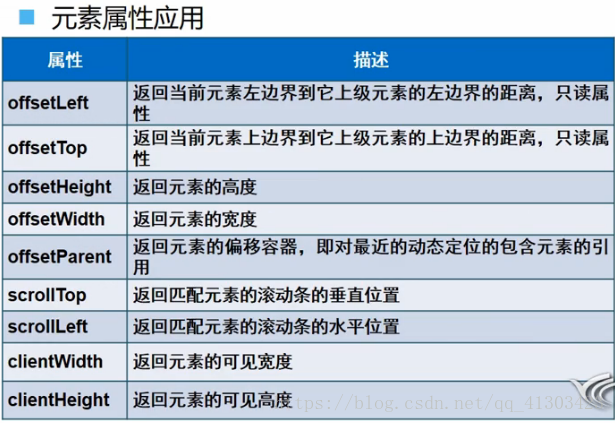 元素属性应用
属性 描述
offsetLeft 返回当前元素左边界到它上级元素的左边界的距离，只读属
性
offsetTop 返回当前元素上边界到它上级元素的上边界的距离，只读属
性
offsetHeight 返回元素的高度
offsetWidth 返回元素的宽度
offsetParent 返回元素的偏移容器，即对最近的动态定位的包含元素的引
用
scrollTop 返回匹配元素的滚动条的垂直位置
scrollLeft 返回匹配元素的滚动条的水平位置
clientWidth 返回元素的可见宽度
clientHeight 返回元素的可见高度